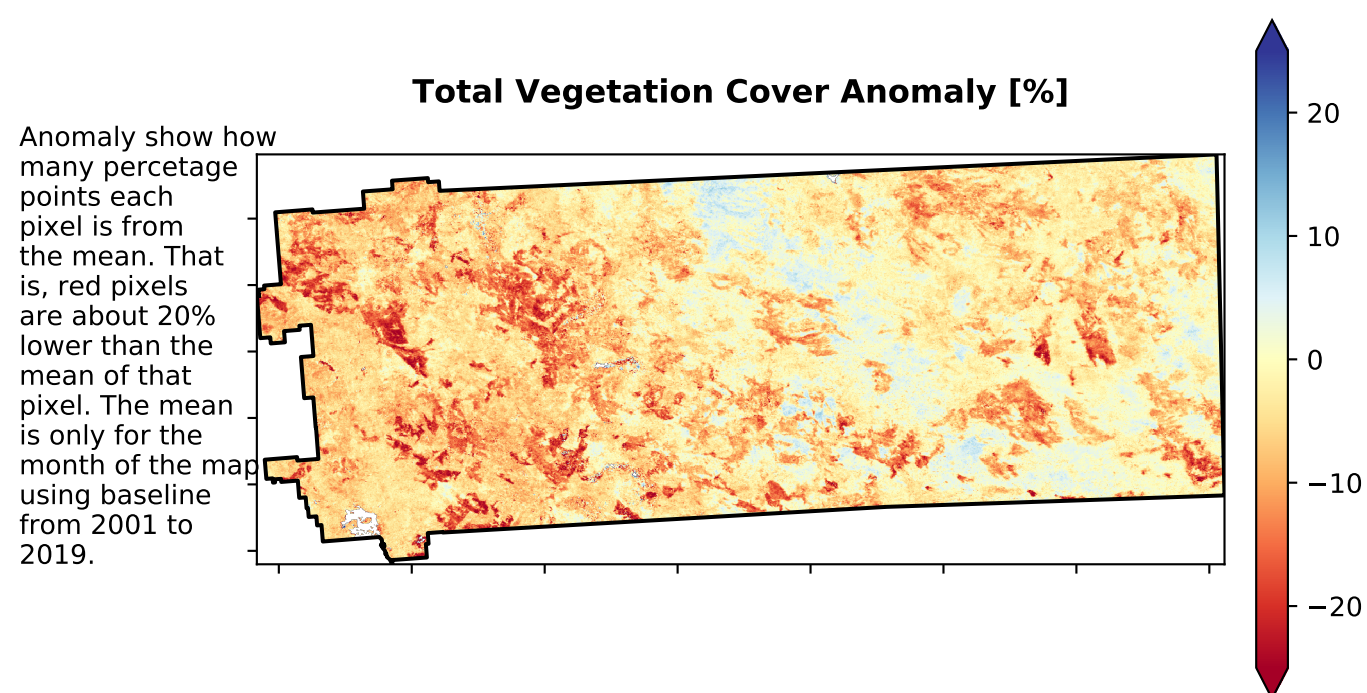 Total Vegetation Cover Anomaly [%]
Anomaly show how
many percetage
points each
pixel is from
the mean. That
is, red pixels
are about 20%
lower than the
mean of that
pixel. The mean
is only for the
month of the map
using baseline
from 2001 to
2019.
20
10
0
−10
−20